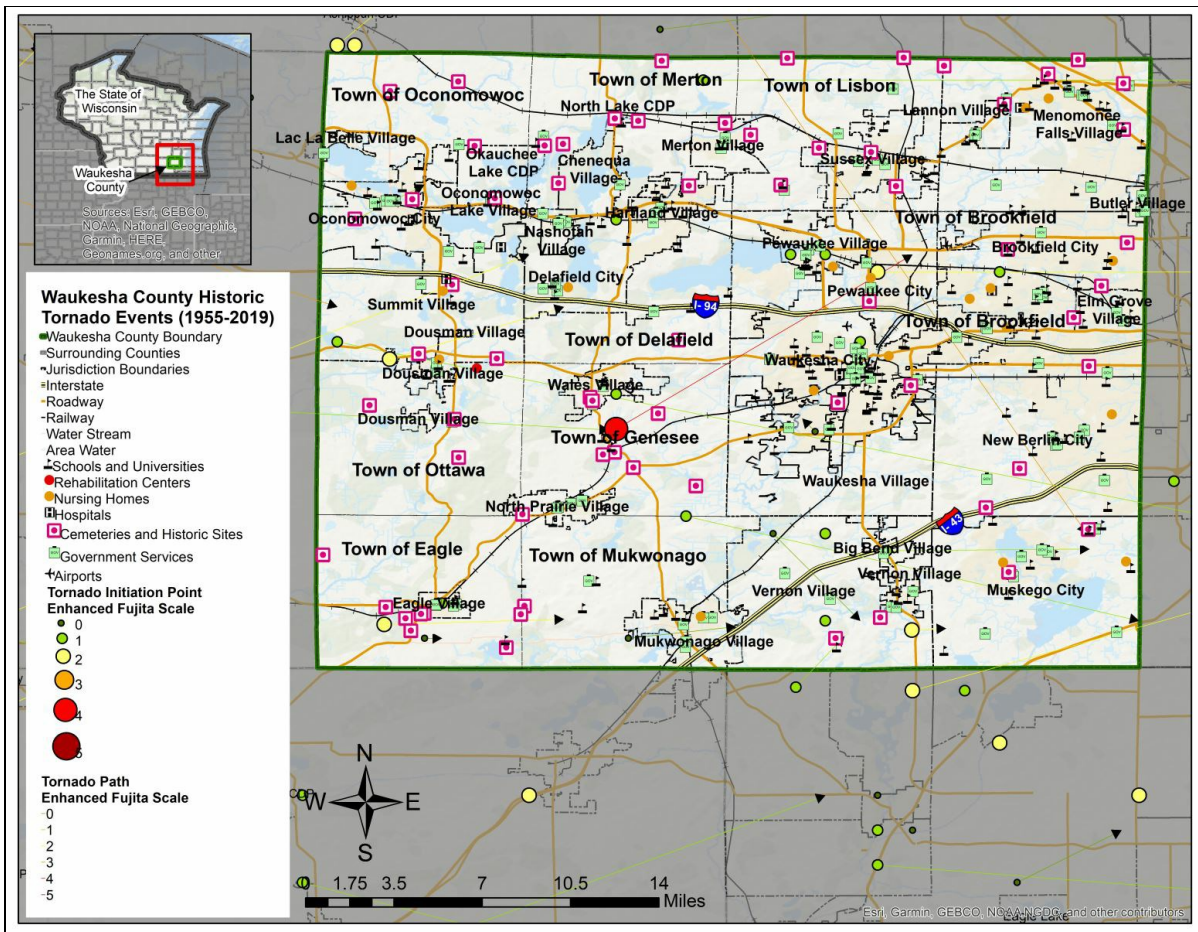 Ashippun CDP
The State of
Wisconsin
Waukesha
County
Sources: Esri, GEBCO,
NOAA, National Geographic,
Garmin, HERE,
Geonames.org, and other
Waukesha County Historic
Tornado Events (1955-2019)
Waukesha County Boundary
Surrounding Counties
Jurisdiction Boundaries
Interstate
Roadway
Railway
Water Stream
Area Water
Schools and Universities
Rehabilitation Centers
Nursing Homes
Hospitals
Cemeteries and Historic Sites
Government Services
Airports
Tornado Initiation Point
Enhanced Fujita Scale
0
1
2
3
4
5
Tornado Path
Enhanced Fujita Scale
0
1
2
3
4
5
Town of Oconomowoc
Town of Merton
Town of Lisbon
North Lake CDP
Lannon Village
Menomonee
Falls Village
Lac La Belle Village
Okauchee
Lake CDP
Chenequa
Village
Merton Village
Sussex Village
Oconomowoc
Lake Village
Oconomowoc City
Hartland Village
Nashotah
Village
Town of Brookfield
Butler Village
Pewaukee Village
Brookfield City
Delafield City
Pewaukee City
Summit Village
I- 94
Elm Grove
Village
Dousman Village
Town of Delafield
Town of Brookfield
Waukesha City
Dousman Village
Wales Village
Dousman Village
Town of Genesee
New Berlin City
Town of Ottawa
Waukesha Village
North Prairie Village
I- 43
Town of Eagle
Town of Mukwonago
Big Bend Village
Vernon Village
Vernon Village
Muskego City
Eagle Village
Mukwonago Village
N
W
E
S
0 1.75 3.5 7 10.5 14
Miles
Esri, Garmin, GEBCO, NOAA NGDC, and other contributors
Eagle Lake